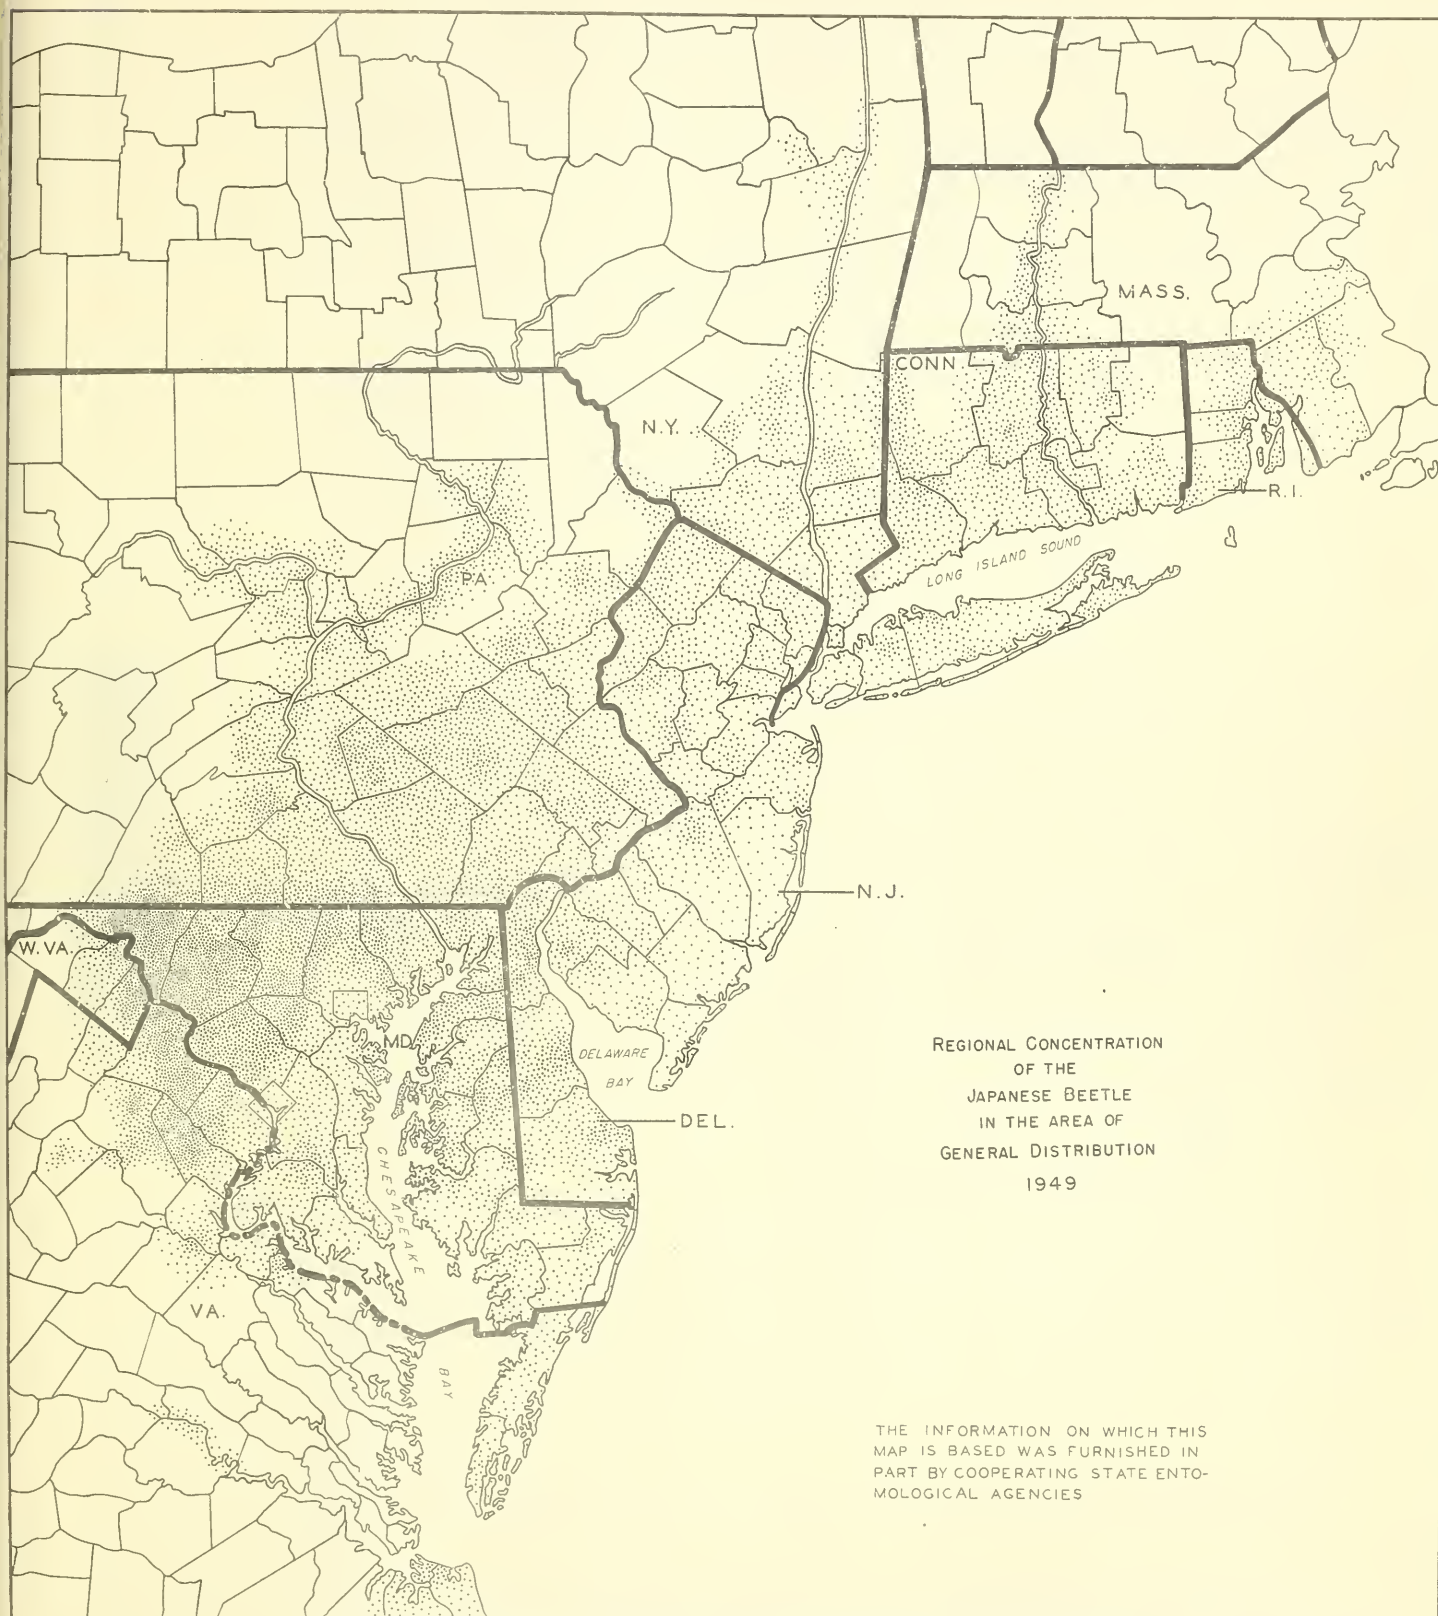 MASS.
CONN.
N.Y.
R.I.
LONG ISLAND SOUND
PA.
N.J.
W. VA.
MD.
DELAWARE
BAY
DEL.
CHESAPEAKE
BAY
VA.
REGIONAL CONCENTRATION
OF THE
JAPANESE BEETLE
IN THE AREA OF
GENERAL DISTRIBUTION
1949
THE INFORMATION ON WHICH THIS
MAP IS BASED WAS FURNISHED IN
PART BY COOPERATING STATE ENTO-
MOLOGICAL AGENCIES